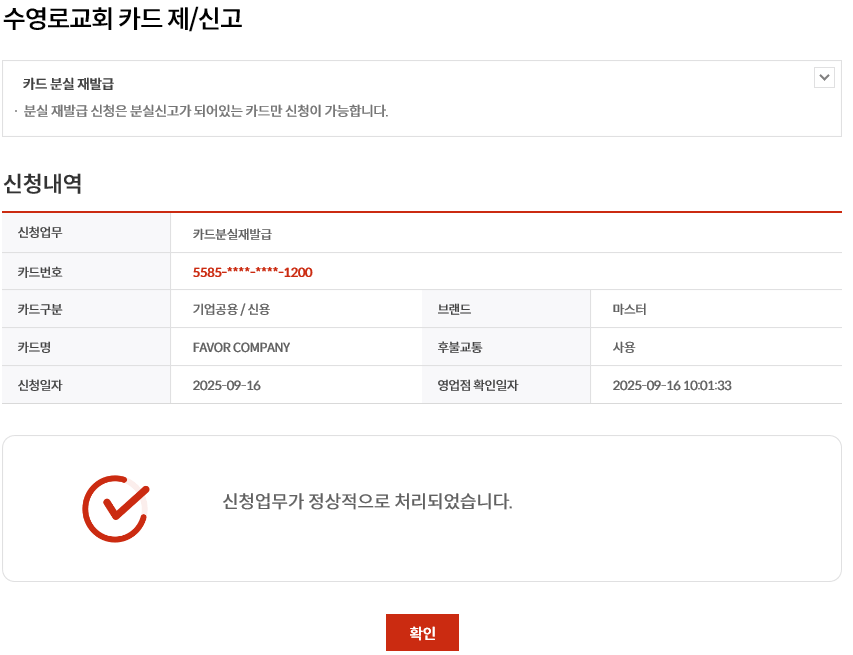 수영로교회 카드 제/신고
카드 분실 재발급
· 분실 재발급 신청은 분실신고가 되어있는 카드만 신청이 가능합니다.
신청내역
신청업무 카드분실재발급
카드번호 5585-****-****-1200
카드구분 기업공용 / 신용 브랜드 마스터
카드명 FAVOR COMPANY 후불교통 사용
신청일자 2025-09-16 영업점 확인일자 2025-09-16 10:01:33
신청업무가 정상적으로 처리되었습니다.
확인